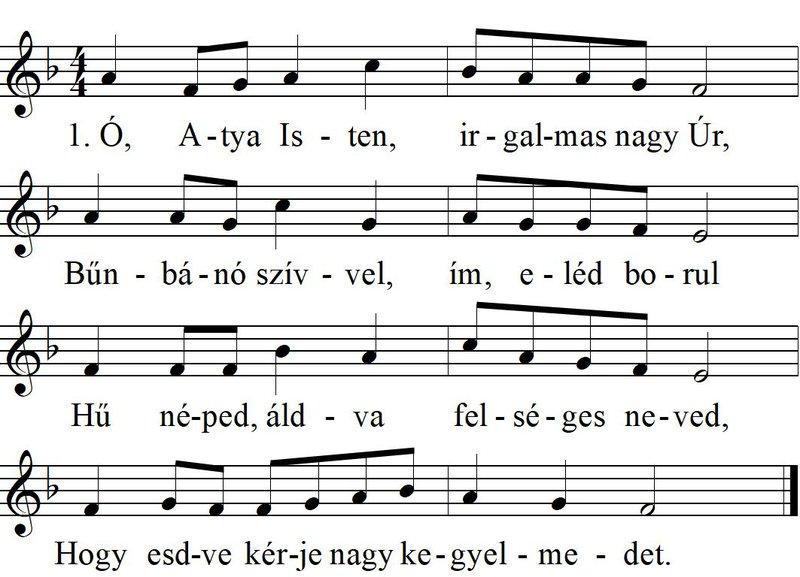 4/4
1. Ó, A-tya Is - ten, ir-gal-mas nagy Úr,
Bűn - bá-nó szív - vel, ím, e-léd bo-rul
Hű né-ped, áld - va fel-sé-ges ne-ved,
Hogy esd-ve kér-je nagy ke-gyel - me - det.